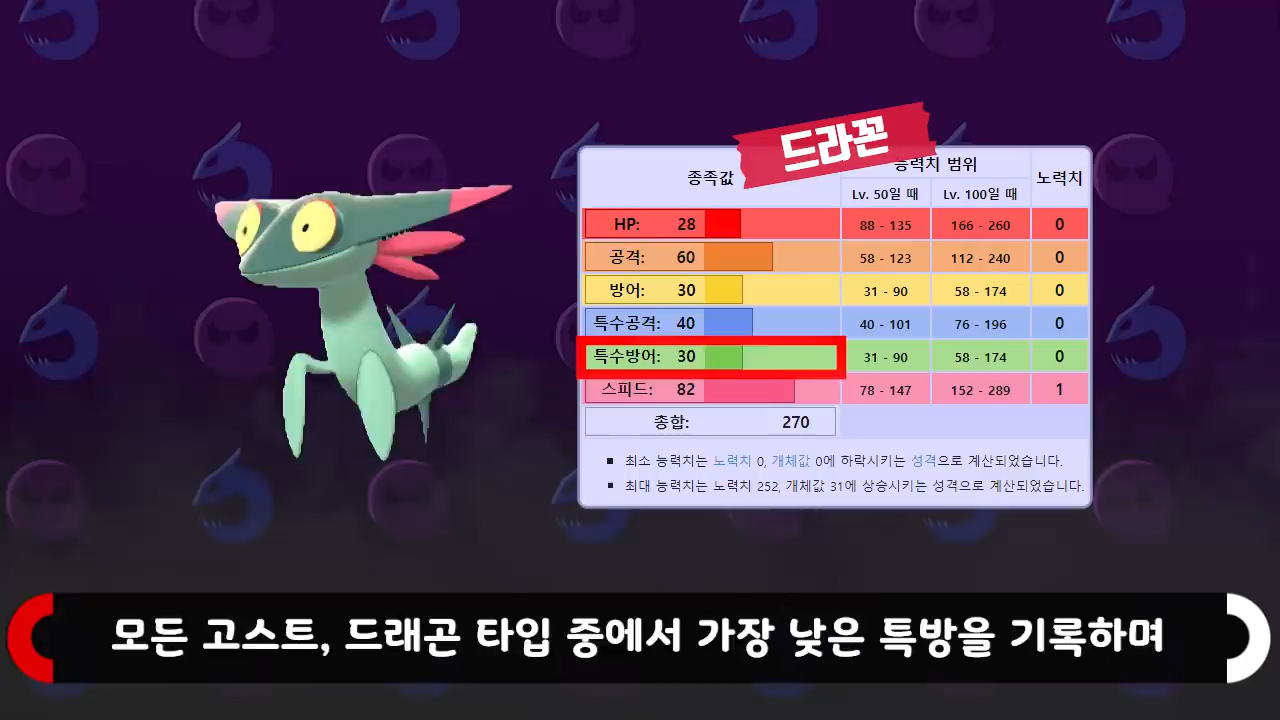 드라꼰
종족값 능력치 범위 노력치
Lv. 50일 때 Lv. 100일 때
HP: 28 88 - 135 166 - 260 0
공격: 60 58 - 123 112 - 240 0
방어: 30 31 - 90 58 - 174 0
특수공격: 40 40 - 101 76 - 196 0
특수방어: 30 31 - 90 58 - 174 0
스피드: 82 78 - 147 152 - 289 1
총합: 270
▪ 최소 능력치는 노력치 0, 개체값 0에 하락시키는 성격으로 계산되었습니다.
▪ 최대 능력치는 노력치 252, 개체값 31에 상승시키는 성격으로 계산되었습니다.
모든 고스트, 드래곤 타입 중에서 가장 낮은 특방을 기록하며